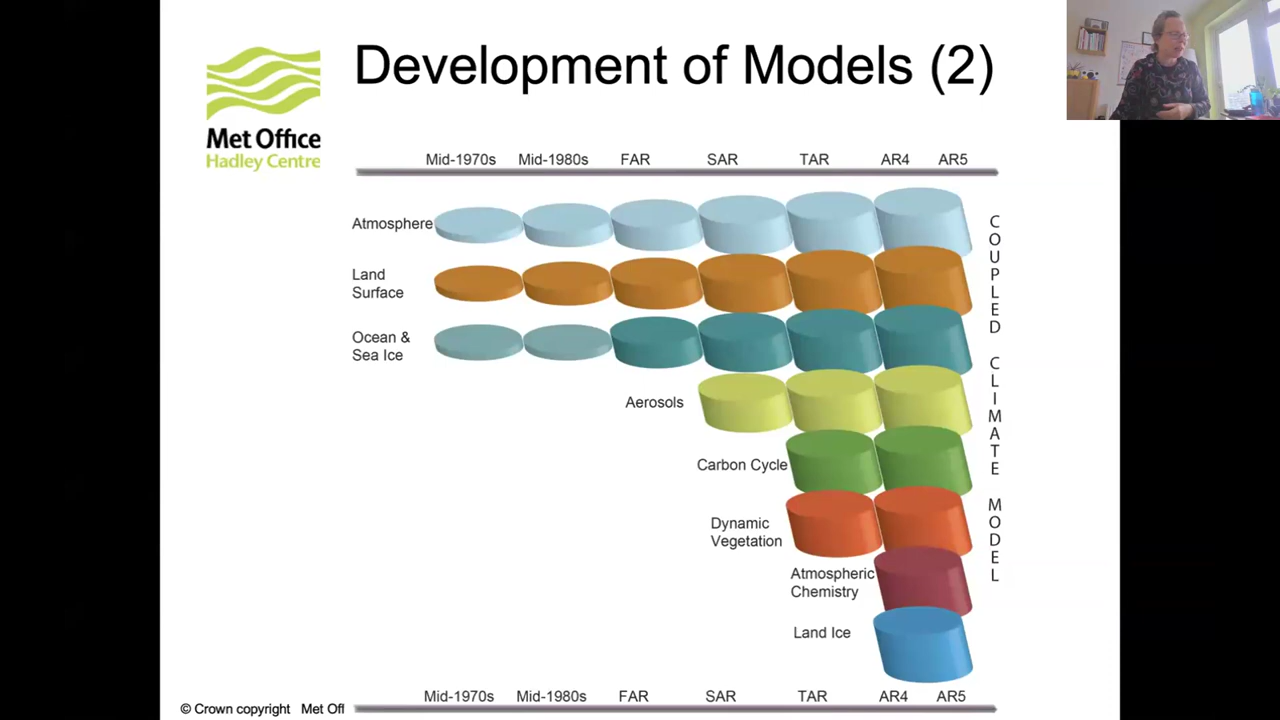 Development of Models (2)
Met Office
Hadley Centre
Mid-1970s Mid-1980s FAR SAR TAR AR4 AR5
Atmosphere
Land
Surface
Ocean &
Sea Ice
Aerosols
Carbon Cycle
Dynamic
Vegetation
Atmospheric
Chemistry
Land Ice
COUPLED CLIMATE MODEL
Mid-1970s Mid-1980s FAR SAR TAR AR4 AR5
© Crown copyright Met Off